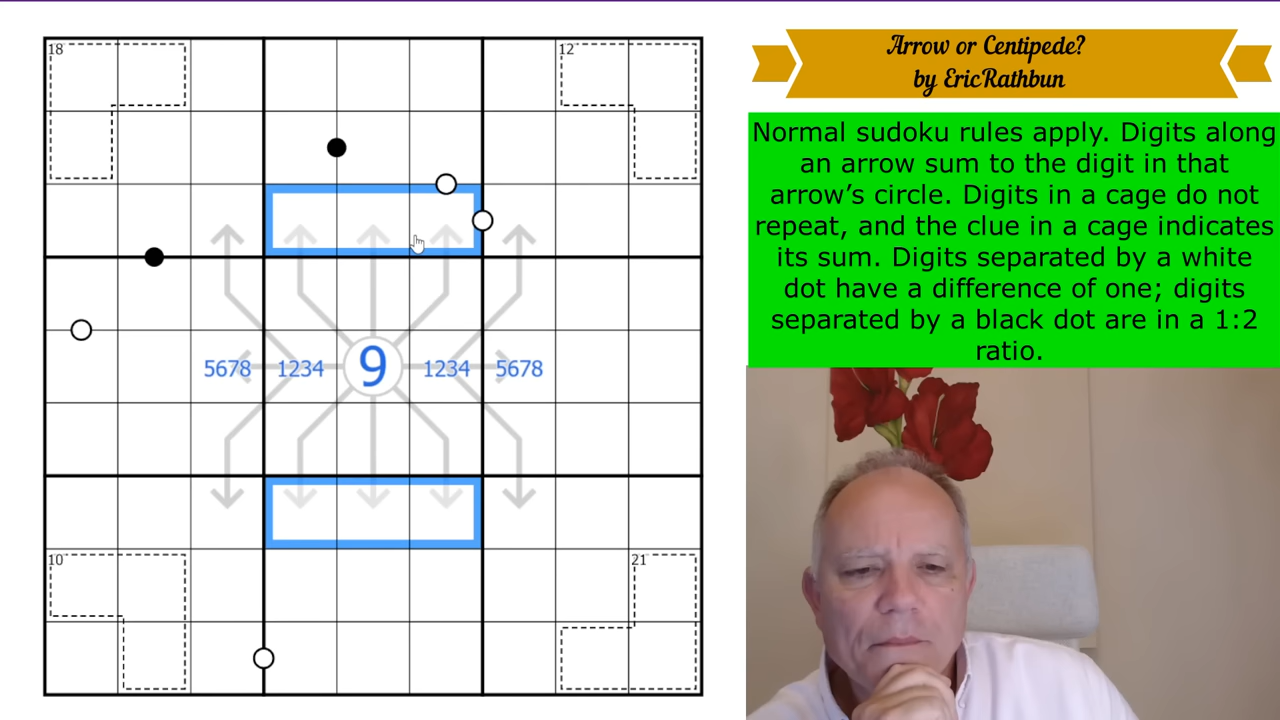 Arrow or Centipede?
by EricRathbun
Normal sudoku rules apply. Digits along
an arrow sum to the digit in that
arrow’s circle. Digits in a cage do not
repeat, and the clue in a cage indicates
its sum. Digits separated by a white
dot have a difference of one; digits
separated by a black dot are in a 1:2
ratio.
18
12
5678 1234 9 1234 5678
10
21